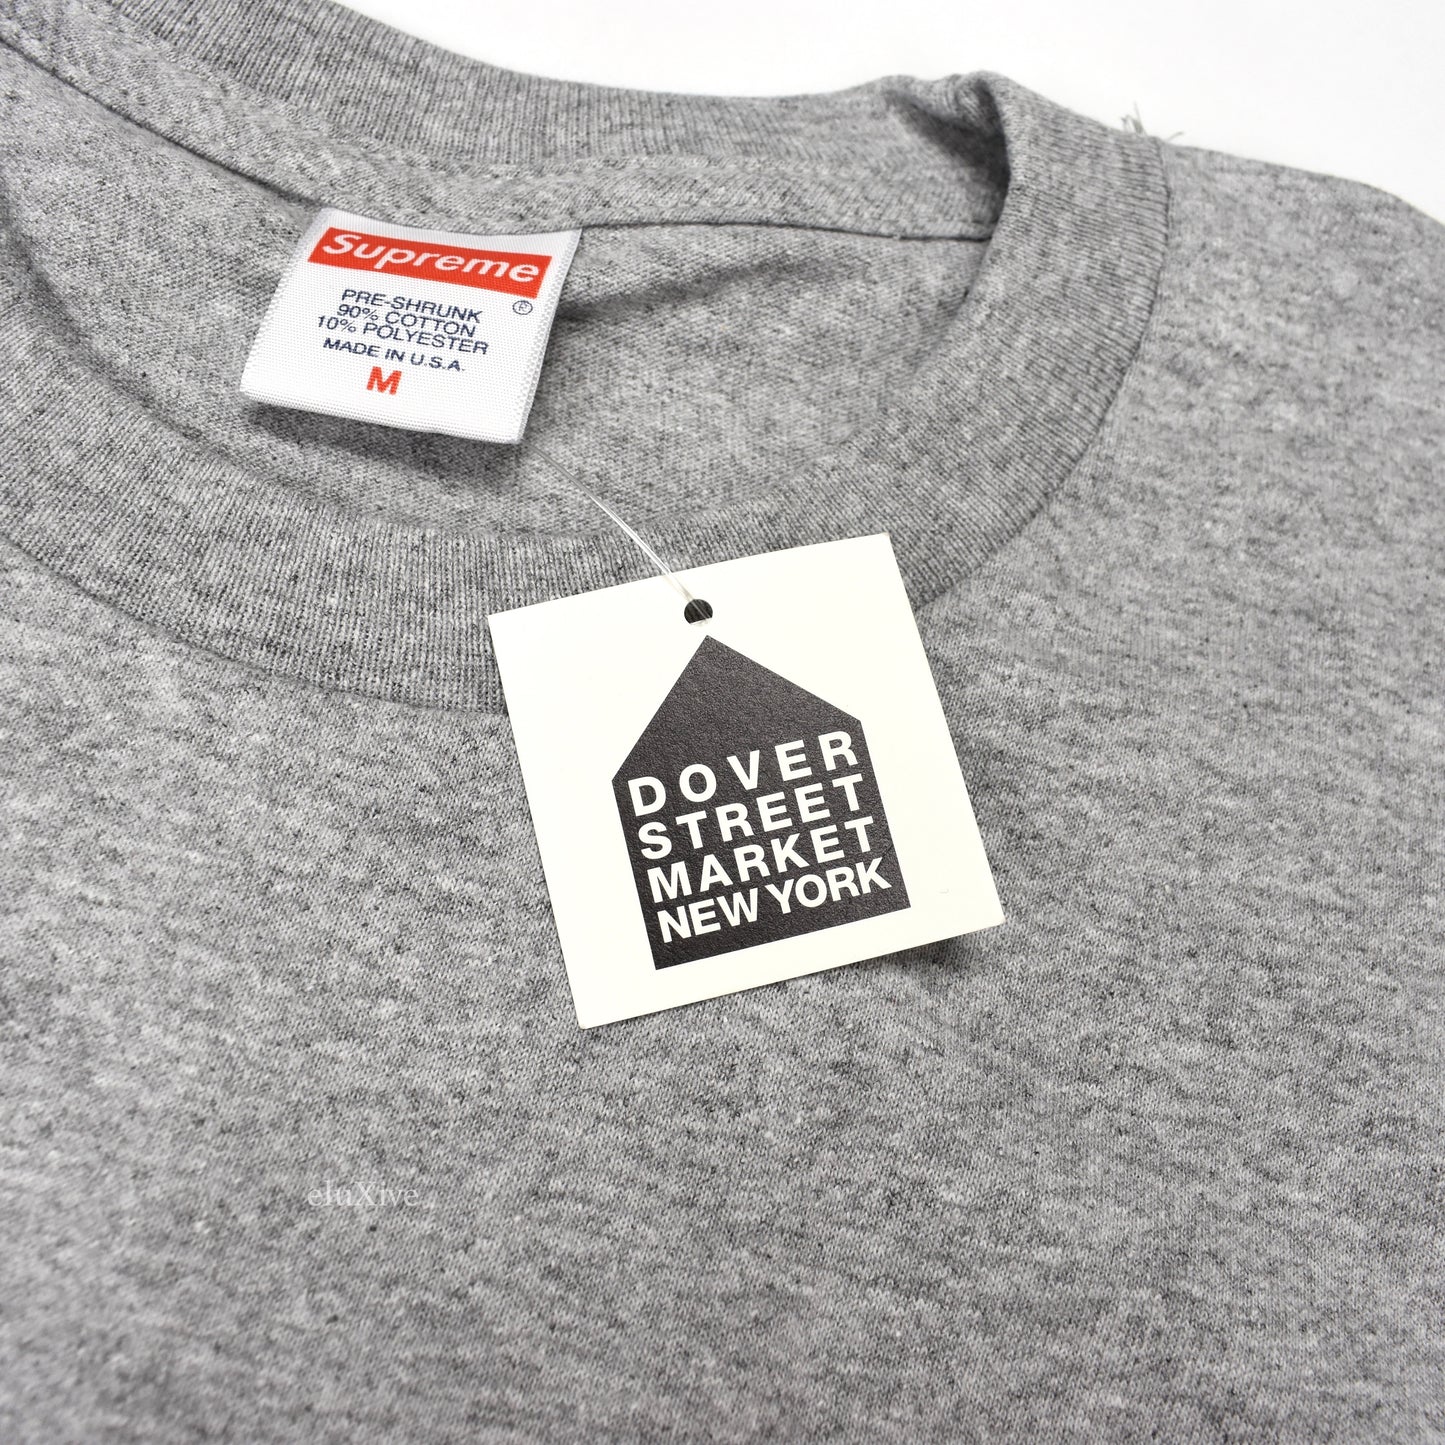 Supreme
®
PRE-SHRUNK
90% COTTON
10% POLYESTER
MADE IN U.S.A.
M
DOVER
STREET
MARKET
NEW YORK
eluXive